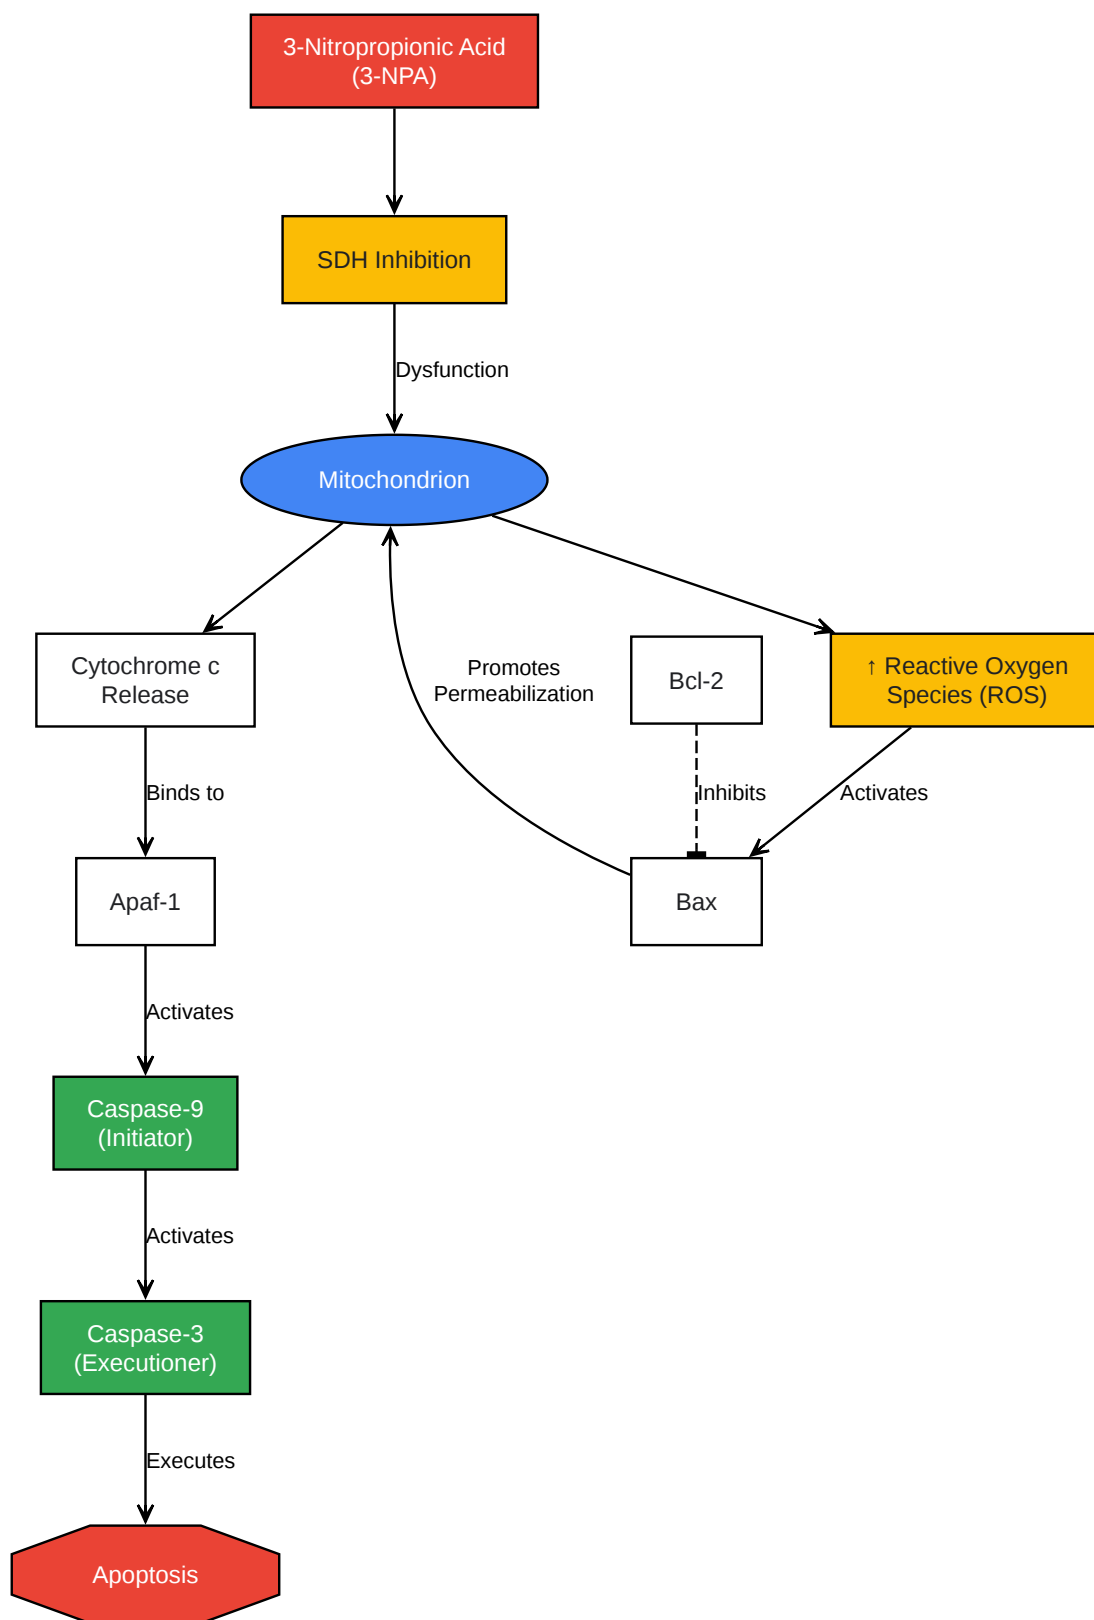 3-Nitropropionic Acid
(3-NPA)
SDH Inhibition
Dysfunction
Mitochondrion
Cytochrome c
Release
Promotes
Permeabilization
Bcl-2
↑ Reactive Oxygen
Species (ROS)
Binds to
Inhibits
Activates
Apaf-1
Bax
Activates
Caspase-9
(Initiator)
Activates
Caspase-3
(Executioner)
Executes
Apoptosis